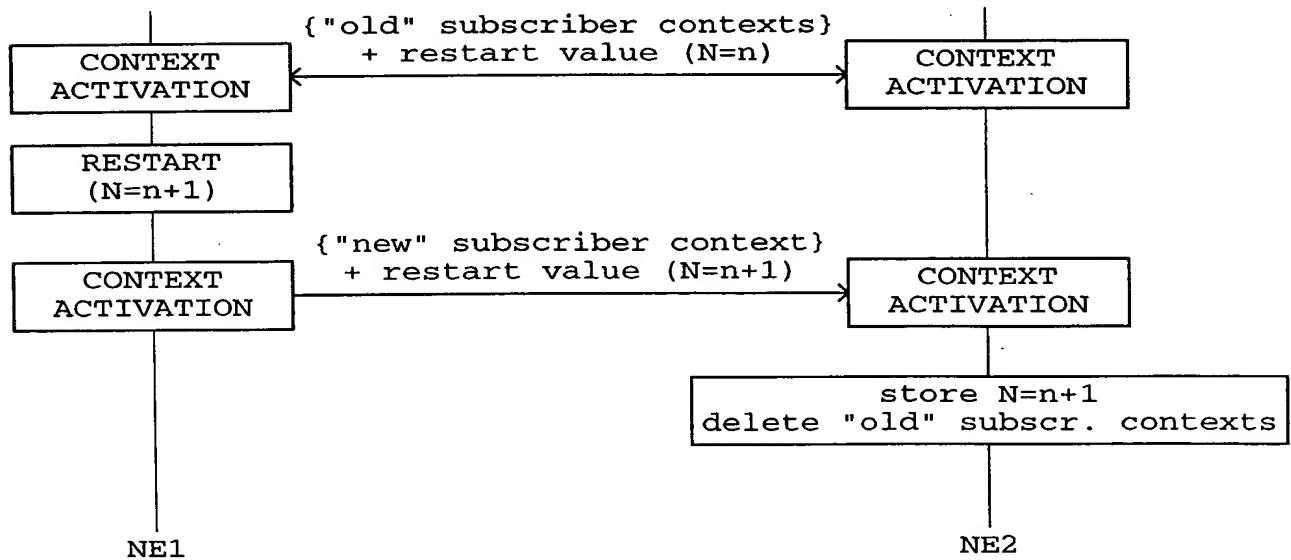 {"old" subscriber contexts}
+ restart value (N=n)
CONTEXT
ACTIVATION
CONTEXT
ACTIVATION
RESTART
(N=n+1)
{"new" subscriber context}
+ restart value (N=n+1)
CONTEXT
ACTIVATION
CONTEXT
ACTIVATION
store N=n+1
delete "old" subscr. contexts
NE1
NE2